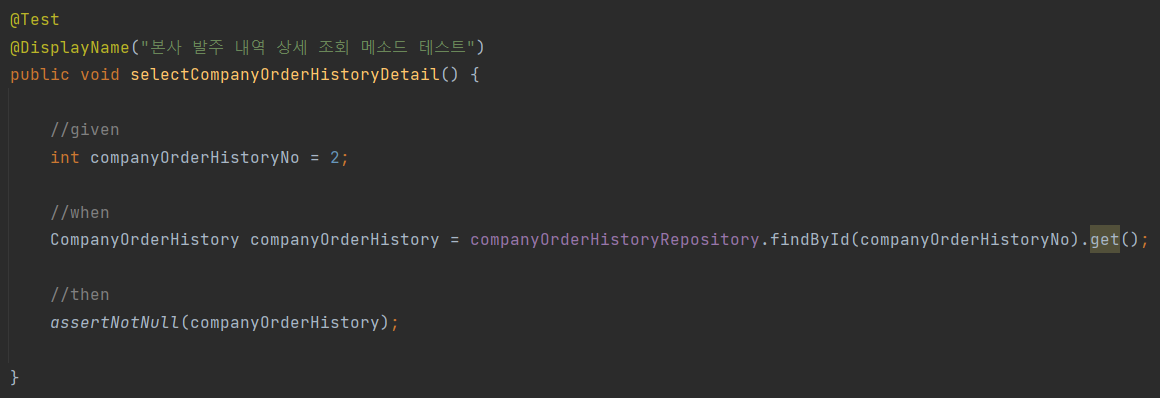 @Test
@DisplayName("본사 발주 내역 상세 조회 메소드 테스트")
public void selectCompanyOrderHistoryDetail() {
//given
int companyOrderHistoryNo = 2;
//when
CompanyOrderHistory companyOrderHistory = companyOrderHistoryRepository.findById(companyOrderHistoryNo).get();
//then
assertNotNull(companyOrderHistory);
}